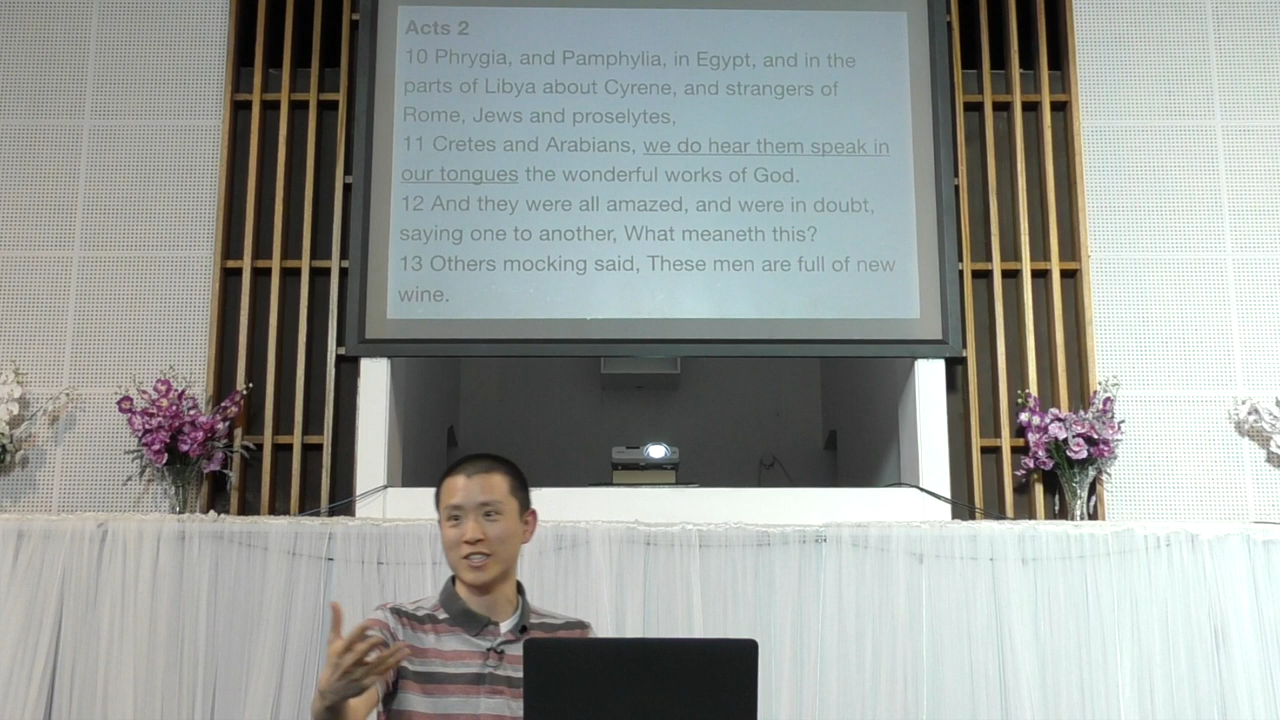 Acts 2
10 Phrygia, and Pamphylia, in Egypt, and in the
parts of Libya about Cyrene, and strangers of
Rome, Jews and proselytes,
11 Cretes and Arabians, we do hear them speak in
our tongues the wonderful works of God.
12 And they were all amazed, and were in doubt,
saying one to another, What meaneth this?
13 Others mocking said, These men are full of new
wine.